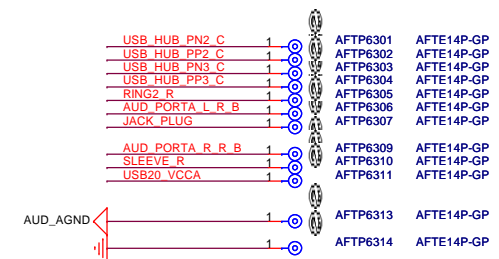 USB_HUB_PN2_C 1 AFTP6301 AFTE14P-GP
USB_HUB_PP2_C 1 AFTP6302 AFTE14P-GP
USB_HUB_PN3_C 1 AFTP6303 AFTE14P-GP
USB_HUB_PP3_C 1 AFTP6304 AFTE14P-GP
RING2_R 1 AFTP6305 AFTE14P-GP
AUD_PORTA_L_R_B 1 AFTP6306 AFTE14P-GP
JACK_PLUG 1 AFTP6307 AFTE14P-GP
AUD_PORTA_R_R_B 1 AFTP6309 AFTE14P-GP
SLEEVE_R 1 AFTP6310 AFTE14P-GP
USB20_VCCA 1 AFTP6311 AFTE14P-GP
AUD_AGND 1 AFTP6313 AFTE14P-GP
1 AFTP6314 AFTE14P-GP